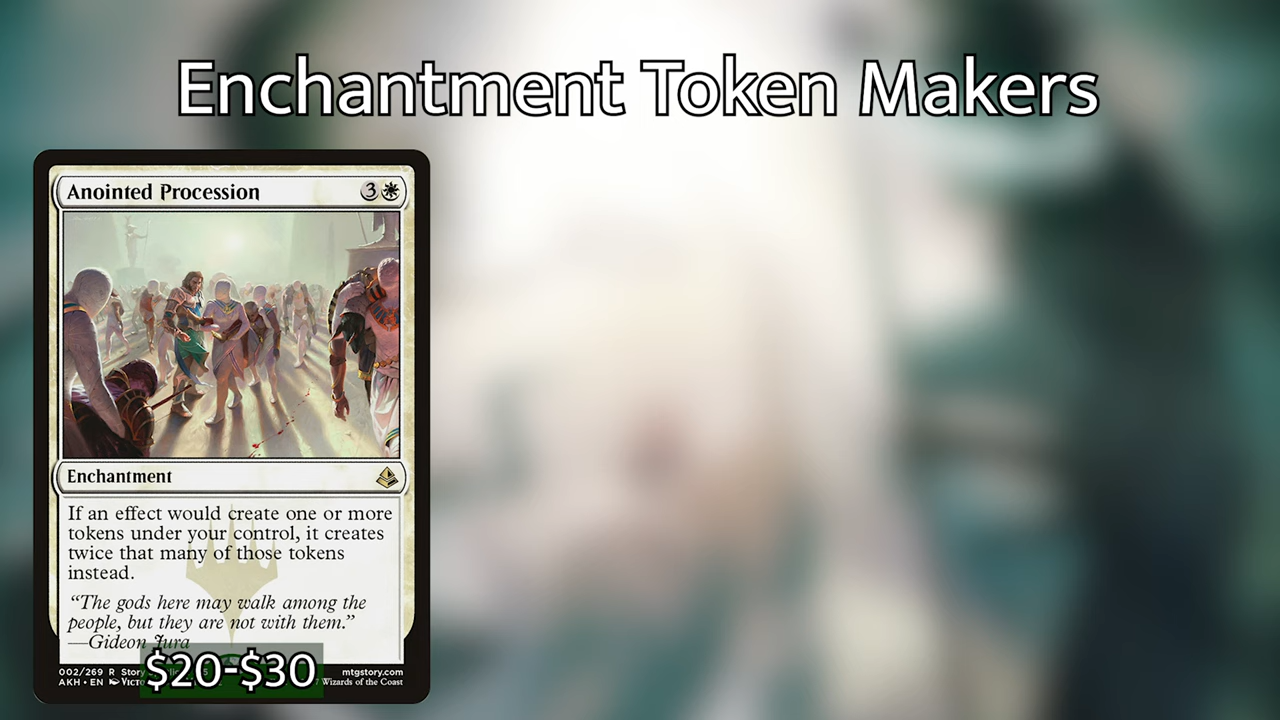 Enchantment Token Makers
Anointed Procession 3
Enchantment
If an effect would create one or more
tokens under your control, it creates
twice that many of those tokens
instead.
“The gods here may walk among the
people, but they are not with them.”
—Gideon Jura
$20-$30
002/269 R Story
mtgstory.com
AKH • EN
Wizards of the Coast